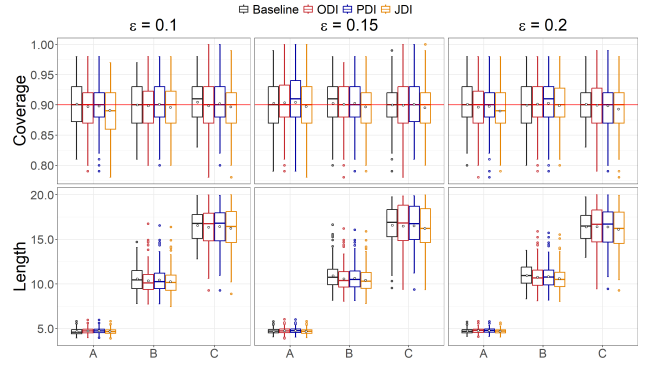 Baseline ODI PDI JDI
ε = 0.1 ε = 0.15 ε = 0.2
Coverage
1.00
0.95
0.90
0.85
0.80
Length
20.0
15.0
10.0
5.0
A B C A B C A B C